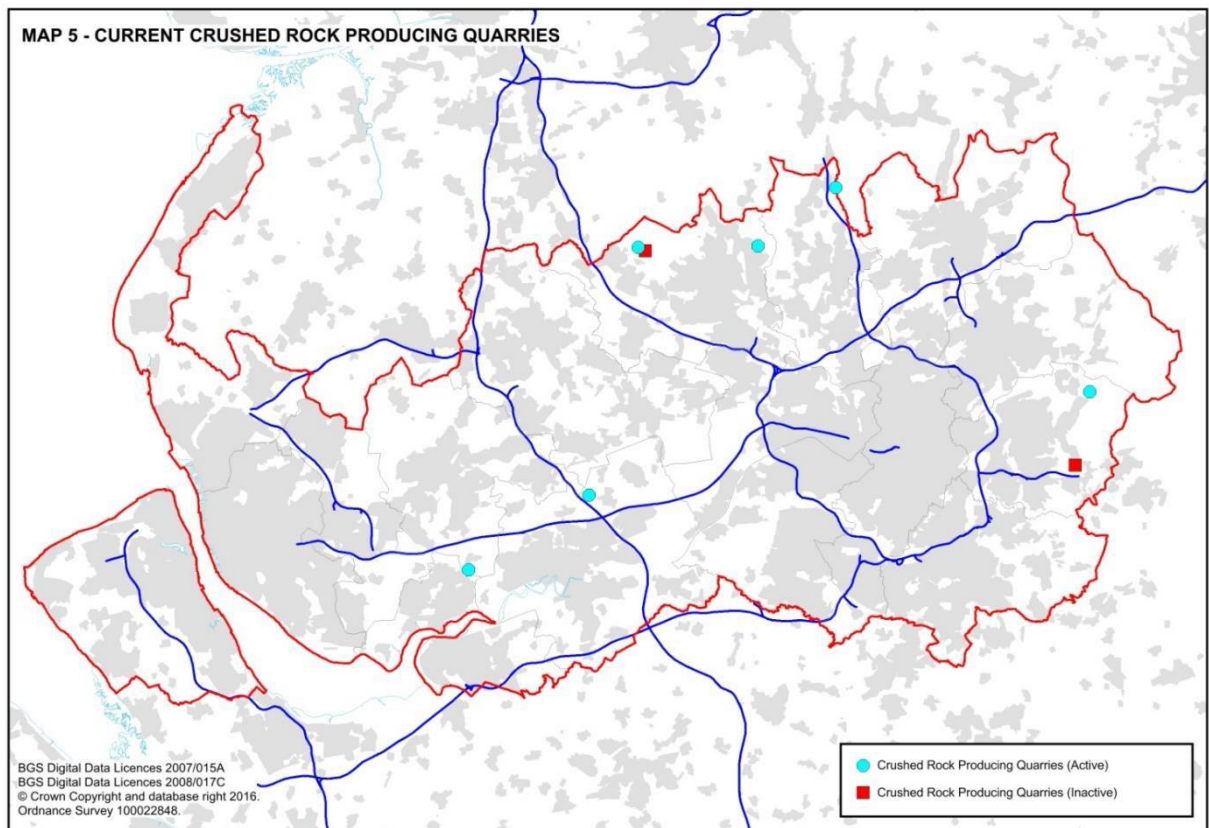 MAP 5 - CURRENT CRUSHED ROCK PRODUCING QUARRIES
BGS Digital Data Licences 2007/015A
BGS Digital Data Licences 2008/017C
© Crown Copyright and database right 2016.
Ordnance Survey 100022848.
Crushed Rock Producing Quarries (Active)
Crushed Rock Producing Quarries (Inactive)